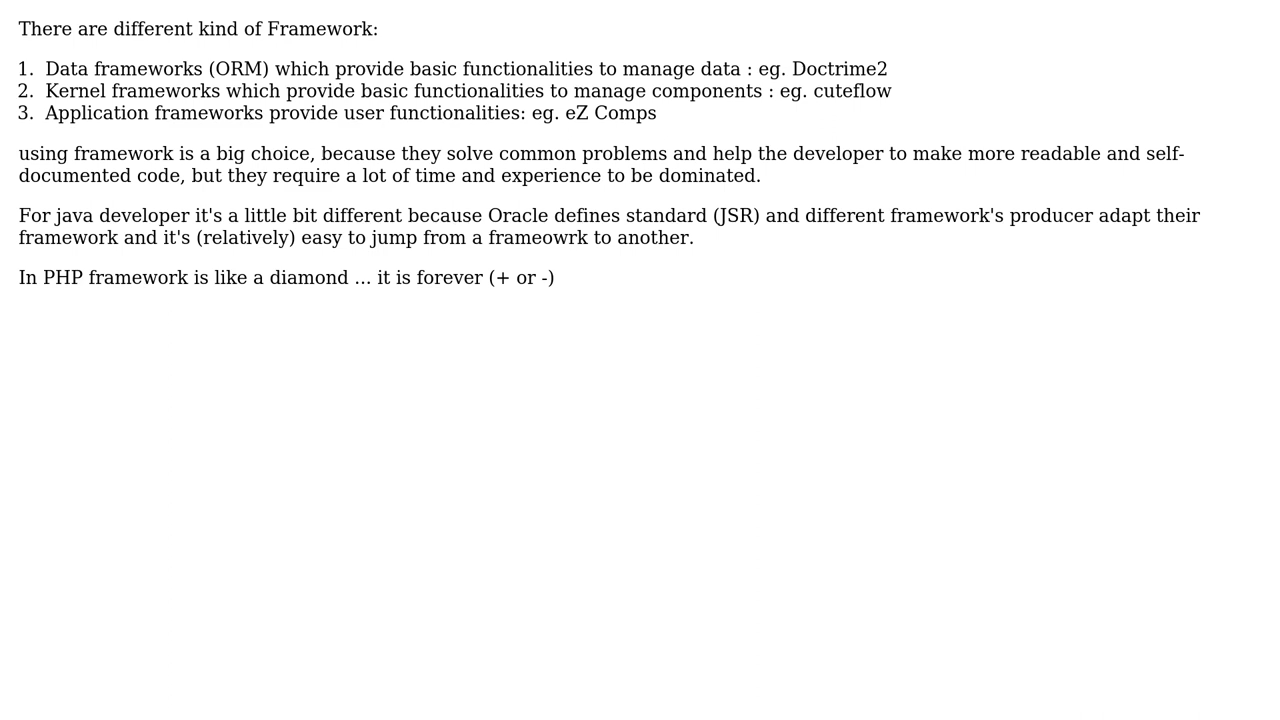 There are different kind of Framework:
1. Data frameworks (ORM) which provide basic functionalities to manage data : eg. Doctrime2
2. Kernel frameworks which provide basic functionalities to manage components : eg. cuteflow
3. Application frameworks provide user functionalities: eg. eZ Comps
using framework is a big choice, because they solve common problems and help the developer to make more readable and self-
documented code, but they require a lot of time and experience to be dominated.
For java developer it's a little bit different because Oracle defines standard (JSR) and different framework's producer adapt their
framework and it's (relatively) easy to jump from a frameowrk to another.
In PHP framework is like a diamond ... it is forever (+ or -)